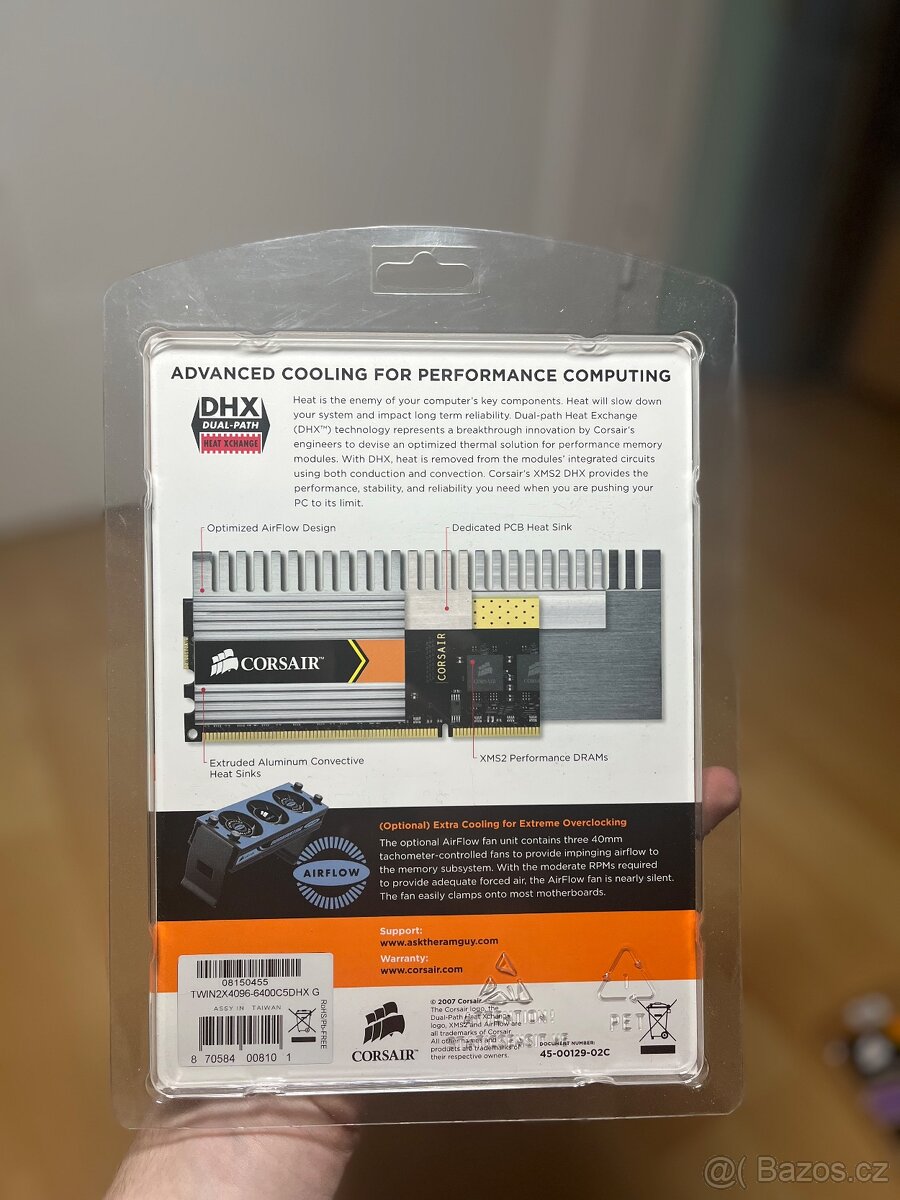 ADVANCED COOLING FOR PERFORMANCE COMPUTING
DHX
DUAL-PATH
HEAT XCHANGE
Heat is the enemy of your computer's key components. Heat will slow down
your system and impact long term reliability. Dual-path Heat Exchange
(DHX™) technology represents a breakthrough innovation by Corsair's
engineers to devise an optimized thermal solution for performance memory
modules. With DHX, heat is removed from the modules' integrated circuits
using both conduction and convection. Corsair's XMS2 DHX provides the
performance, stability, and reliability you need when you are pushing your
PC to its limit.
Optimized AirFlow Design
Dedicated PCB Heat Sink
CORSAIR™
CORSAIR
Extruded Aluminum Convective
Heat Sinks
XMS2 Performance DRAMs
(Optional) Extra Cooling for Extreme Overclocking
The optional AirFlow fan unit contains three 40mm
tachometer-controlled fans to provide impinging airflow to
the memory subsystem. With the moderate RPMs required
to provide adequate forced air, the AirFlow fan is nearly silent.
The fan easily clamps onto most motherboards.
AIRFLOW
Support:
www.asktheramguy.com
Warranty:
www.corsair.com
08150455
TWIN2X4096-6400C5DHX G
ASSY IN TAIWAN
RoHS/Pb-FREE
8 70584 00810 1
CORSAIR™
© 2007 Corsair.
The Corsair logo, the
Dual-Path Heat Xchange
logo, XMS2 and AirFlow are
all trademarks of Corsair.
All other names and
products are trademarks of
their respective owners.
ATTENTION!
PET
DOCUMENT NUMBER:
45-00129-02C
@( Bazos.cz